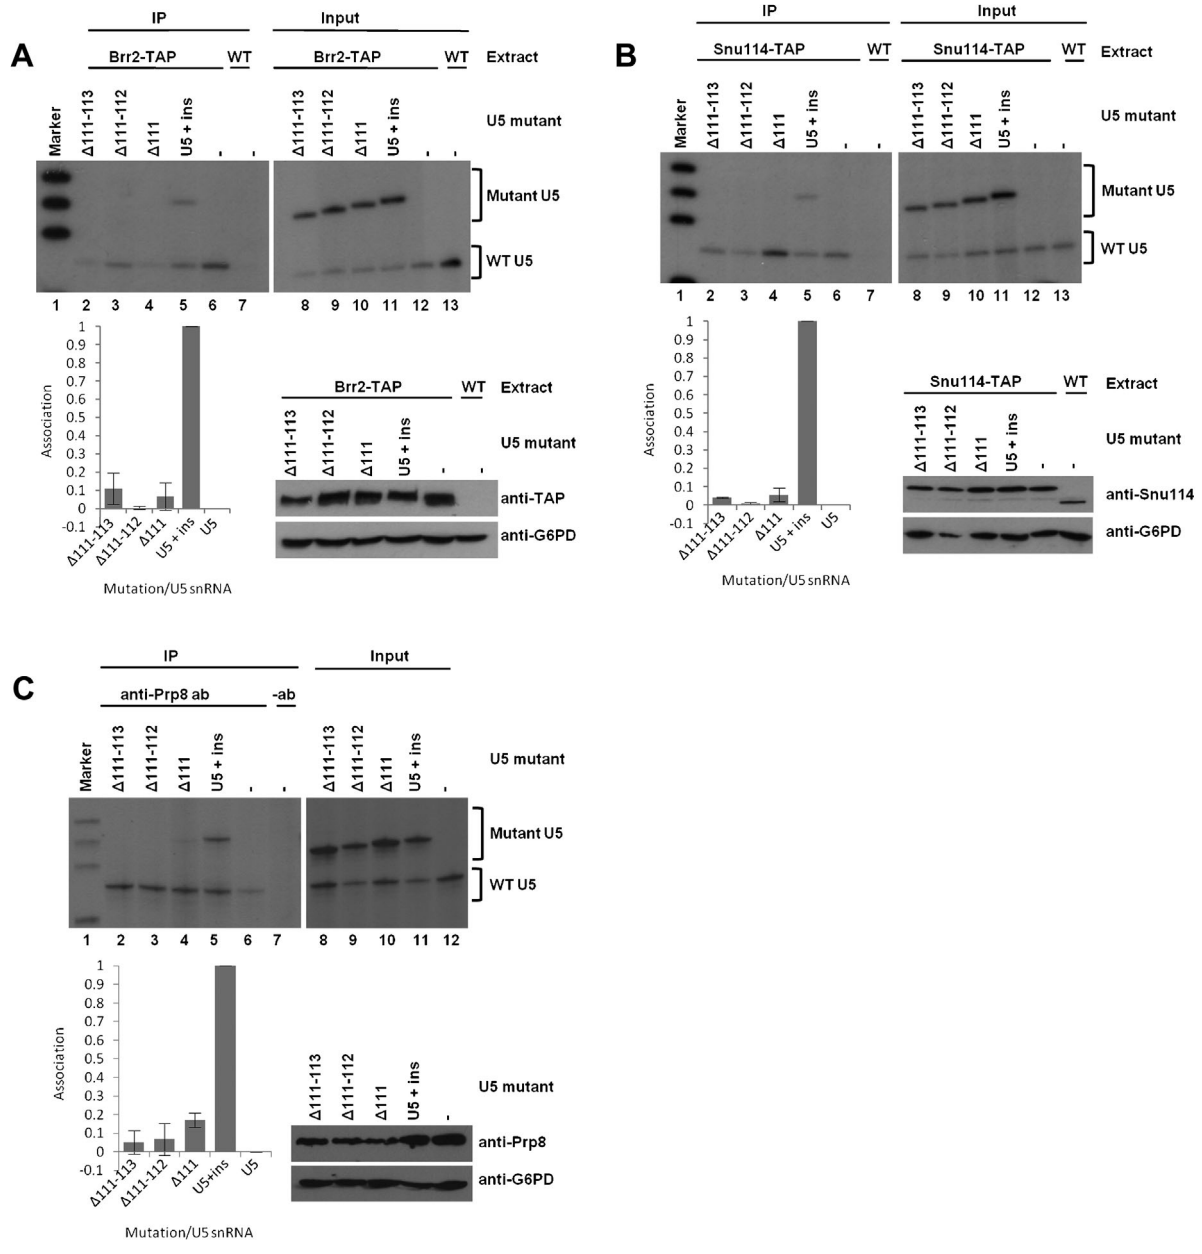 A
IP Input
Brr2-TAP WT Brr2-TAP WT Extract
Marker Δ111-113 Δ111-112 Δ111 U5 + ins - - Δ111-113 Δ111-112 Δ111 U5 + ins - - U5 mutant
Mutant U5
WT U5
1 2 3 4 5 6 7 8 9 10 11 12 13
Association
1
0.9
0.8
0.7
0.6
0.5
0.4
0.3
0.2
0.1
0
-0.1
Δ111-113 Δ111-112 Δ111 U5 + ins U5
Mutation/U5 snRNA
Brr2-TAP WT Extract
Δ111-113 Δ111-112 Δ111 U5 + ins - - U5 mutant
anti-TAP
anti-G6PD
B
IP Input
Snu114-TAP WT Snu114-TAP WT Extract
Marker Δ111-113 Δ111-112 Δ111 U5 + ins - - Δ111-113 Δ111-112 Δ111 U5 + ins - - U5 mutant
Mutant U5
WT U5
1 2 3 4 5 6 7 8 9 10 11 12 13
Association
1
0.9
0.8
0.7
0.6
0.5
0.4
0.3
0.2
0.1
0
-0.1
Δ111-113 Δ111-112 Δ111 U5 + ins U5
Mutation/U5 snRNA
Snu114-TAP WT Extract
Δ111-113 Δ111-112 Δ111 U5 + ins - - U5 mutant
anti-Snu114
anti-G6PD
C
IP Input
anti-Prp8 ab -ab
Marker Δ111-113 Δ111-112 Δ111 U5 + ins - - Δ111-113 Δ111-112 Δ111 U5 + ins - U5 mutant
Mutant U5
WT U5
1 2 3 4 5 6 7 8 9 10 11 12
Association
1
0.9
0.8
0.7
0.6
0.5
0.4
0.3
0.2
0.1
0
-0.1
Δ111-113 Δ111-112 Δ111 U5+ins U5
Mutation/U5 snRNA
Δ111-113 Δ111-112 Δ111 U5 + ins - U5 mutant
anti-Prp8
anti-G6PD